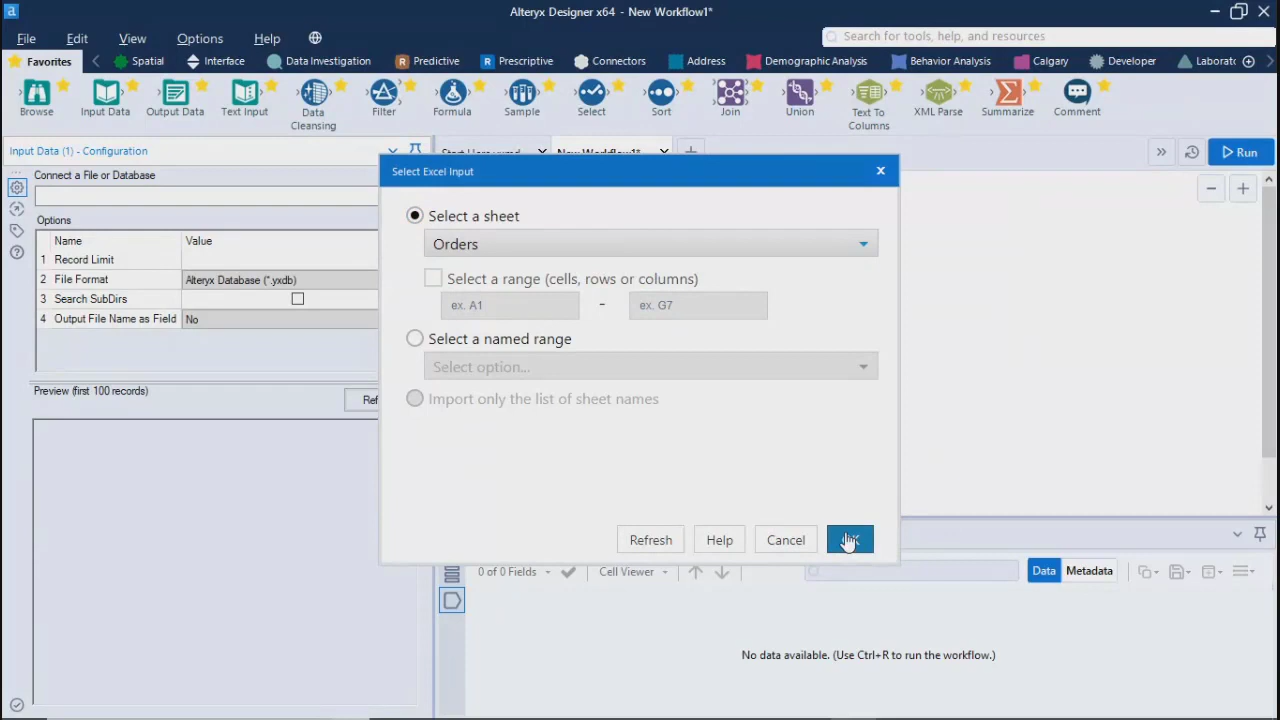 a Alteryx Designer x64 - New Workflow1*
File Edit View Options Help
Search for tools, help, and resources
Favorites Spatial Interface Data Investigation R Predictive R Prescriptive Connectors Address Demographic Analysis Behavior Analysis Calgary Developer Laborat
Browse Input Data Output Data Text Input Data Cleansing Filter Formula Sample Select Sort Join Union Text To Columns XML Parse Summarize Comment
Input Data (1) - Configuration
New Workflow1*
Run
Connect a File or Database
Options
Name Value
1 Record Limit
2 File Format Alteryx Database (*.yxdb)
3 Search SubDirs
4 Output File Name as Field No
Preview (first 100 records)
Ref
Select Excel Input
Select a sheet
Orders
Select a range (cells, rows or columns)
ex. A1 - ex. G7
Select a named range
Select option...
Import only the list of sheet names
Refresh Help Cancel
0 of 0 Fields Cell Viewer Data Metadata
No data available. (Use Ctrl+R to run the workflow.)